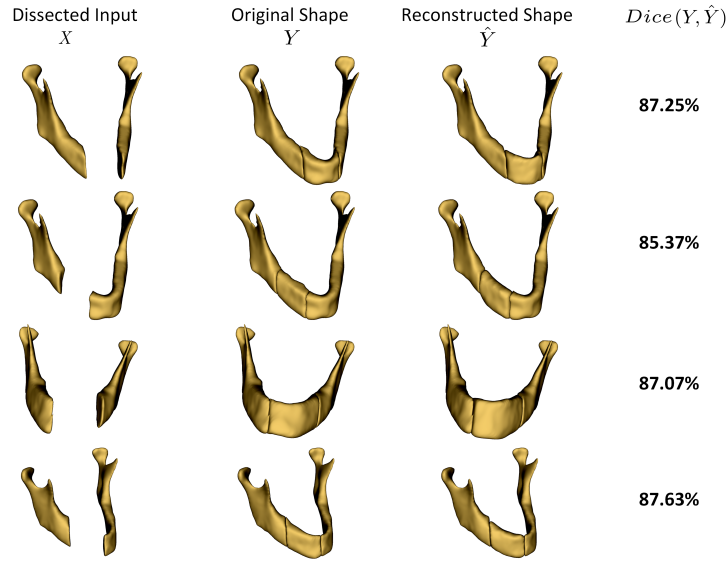 Dissected Input Original Shape Reconstructed Shape Dice(Y, Ŷ)
X Y Ŷ
87.25%
85.37%
87.07%
87.63%